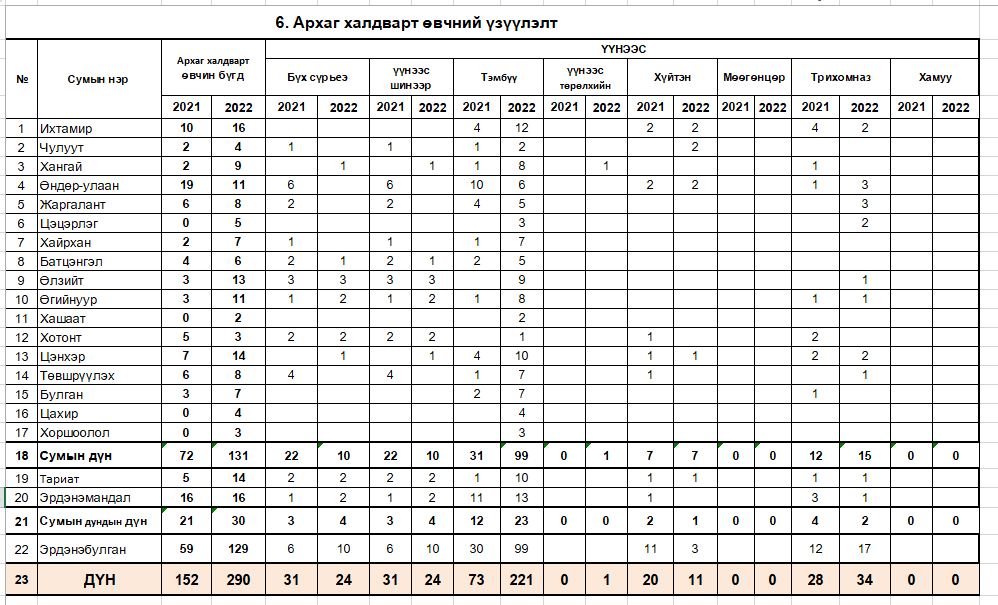 6. Архаг халдварт өвчний үзүүлэлт
№ Сумын нэр Архаг халдварт өвчин бүгд ҮҮНЭЭС
Бүх сүрьеэ үүнээс шинээр Тэмбүү үүнээс төрөлхийн Хүйтэн Мөөгөнцөр Трихомназ Хамуу
2021 2022 2021 2022 2021 2022 2021 2022 2021 2022 2021 2022 2021 2022 2021 2022 2021 2022
1 Ихтамир 10 16 4 12 2 2 4 2
2 Чулуут 2 4 1 1 1 2 2
3 Хангай 2 9 1 1 1 8 1 1
4 Өндөр-улаан 19 11 6 6 10 6 2 2 1 3
5 Жаргалант 6 8 2 2 4 5 3
6 Цэцэрлэг 0 5 3 2
7 Хайрхан 2 7 1 1 1 7
8 Батцэнгэл 4 6 2 1 2 1 2 5
9 Өлзийт 3 13 3 3 3 3 9 1
10 Өгийнуур 3 11 1 2 1 2 1 8 1 1
11 Хашаат 0 2 2
12 Хотонт 5 3 2 2 2 2 1 1 2
13 Цэнхэр 7 14 1 1 4 10 1 1 2 2
14 Төвшрүүлэх 6 8 4 4 1 7 1 1
15 Булган 3 7 2 7 1
16 Цахир 0 4 4
17 Хоршоолол 0 3 3
18 Сумын дүн 72 131 22 10 22 10 31 99 0 1 7 7 0 0 12 15 0 0
19 Тариат 5 14 2 2 2 2 1 10 1 1 1 1
20 Эрдэнэмандал 16 16 1 2 1 2 11 13 1 3 1
21 Сумын дундын дүн 21 30 3 4 3 4 12 23 0 0 2 1 0 0 4 2 0 0
22 Эрдэнэбулган 59 129 6 10 6 10 30 99 11 3 12 17
23 ДҮН 152 290 31 24 31 24 73 221 0 1 20 11 0 0 28 34 0 0